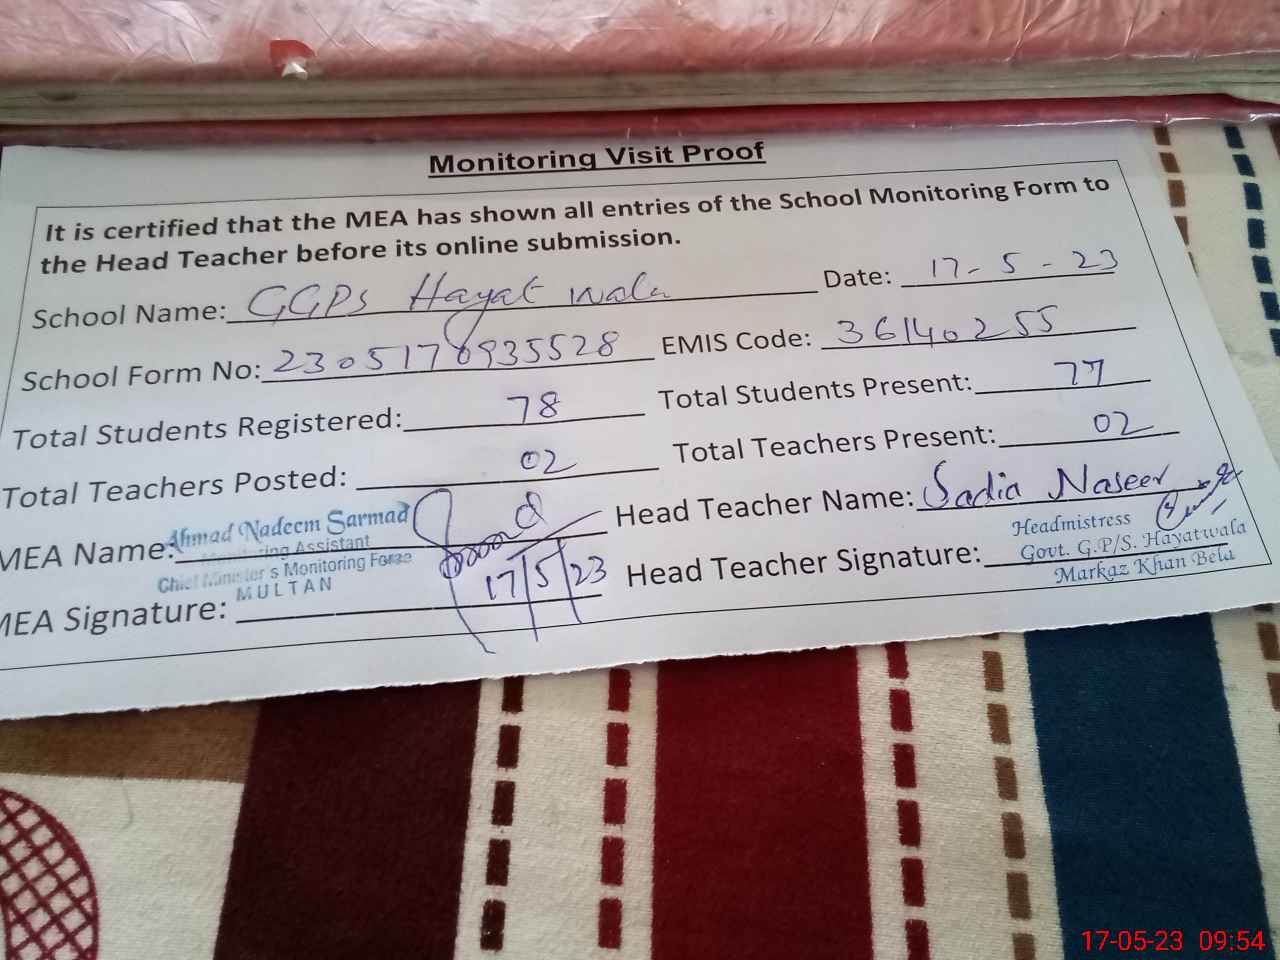 Monitoring Visit Proof
It is certified that the MEA has shown all entries of the School Monitoring Form to
the Head Teacher before its online submission.
School Name: GGPS Hayat wala Date: 17-5-23
School Form No: 2305170935528 EMIS Code: 36140255
Total Students Registered: 78 Total Students Present: 77
Total Teachers Posted: 02 Total Teachers Present: 02
MEA Name: Ahmad Nadeem Sarmad Head Teacher Name: Sadia Naseer
Monitoring Assistant
Chief Minister's Monitoring Force
MULTAN
MEA Signature: 17/5/23 Head Teacher Signature:
Headmistress
Govt. G.P/S. Hayatwala
Markaz Khan Bela
17-05-23 09:54